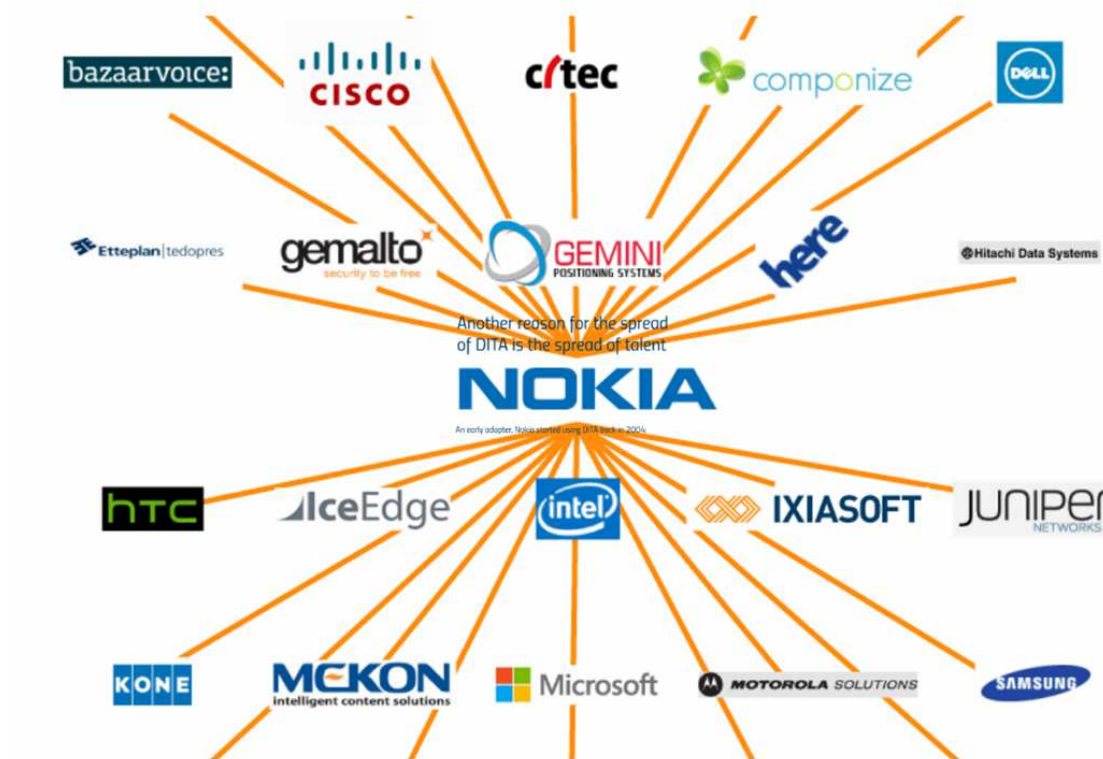 bazaarvoice:
CISCO
citec
componize
DELL
Etteplan|tedopres
gemalto
security to be free
GEMINI
POSITIONING SYSTEMS
here
Hitachi Data Systems
Another reason for the spread
of DITA is the spread of talent
NOKIA
An early adopter, Nokia started using DITA back in 2004
hTC
IceEdge
intel
IXIASOFT
JUNIPER
NETWORKS
KONE
MEKON
intelligent content solutions
Microsoft
MOTOROLA SOLUTIONS
SAMSUNG